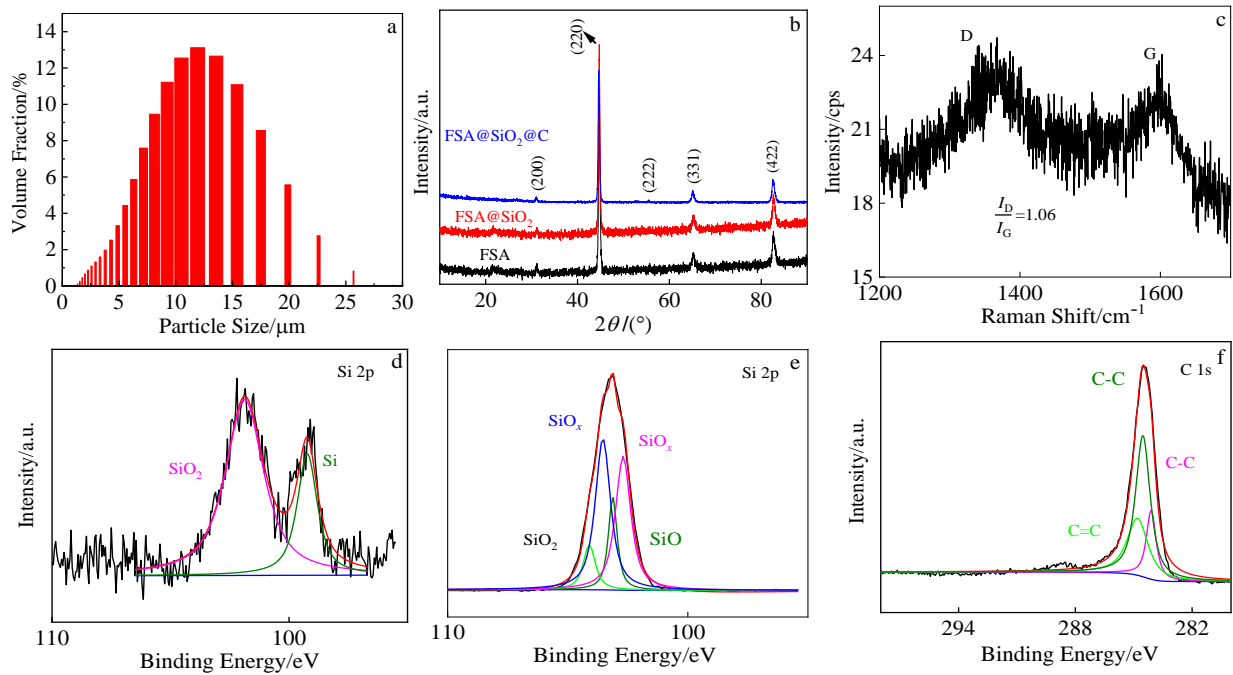 a
Volume Fraction/%
14
12
10
8
6
4
2
0
0
5
10
15
20
25
30
Particle Size/μm
b
Intensity/a.u.
(220)
FSA@SiO₂@C
(200)
(222)
(331)
(422)
FSA@SiO₂
FSA
20
40
60
80
2θ/(°)
c
Intensity/cps
24
21
18
15
D
G
I_D/I_G=1.06
1200
1400
1600
Raman Shift/cm⁻¹
d
Si 2p
Intensity/a.u.
SiO₂
Si
110
100
Binding Energy/eV
e
Si 2p
Intensity/a.u.
SiOₓ
SiOₓ
SiO₂
SiO
110
100
Binding Energy/eV
f
C 1s
Intensity/a.u.
C-C
C-C
C=C
294
288
282
Binding Energy/eV